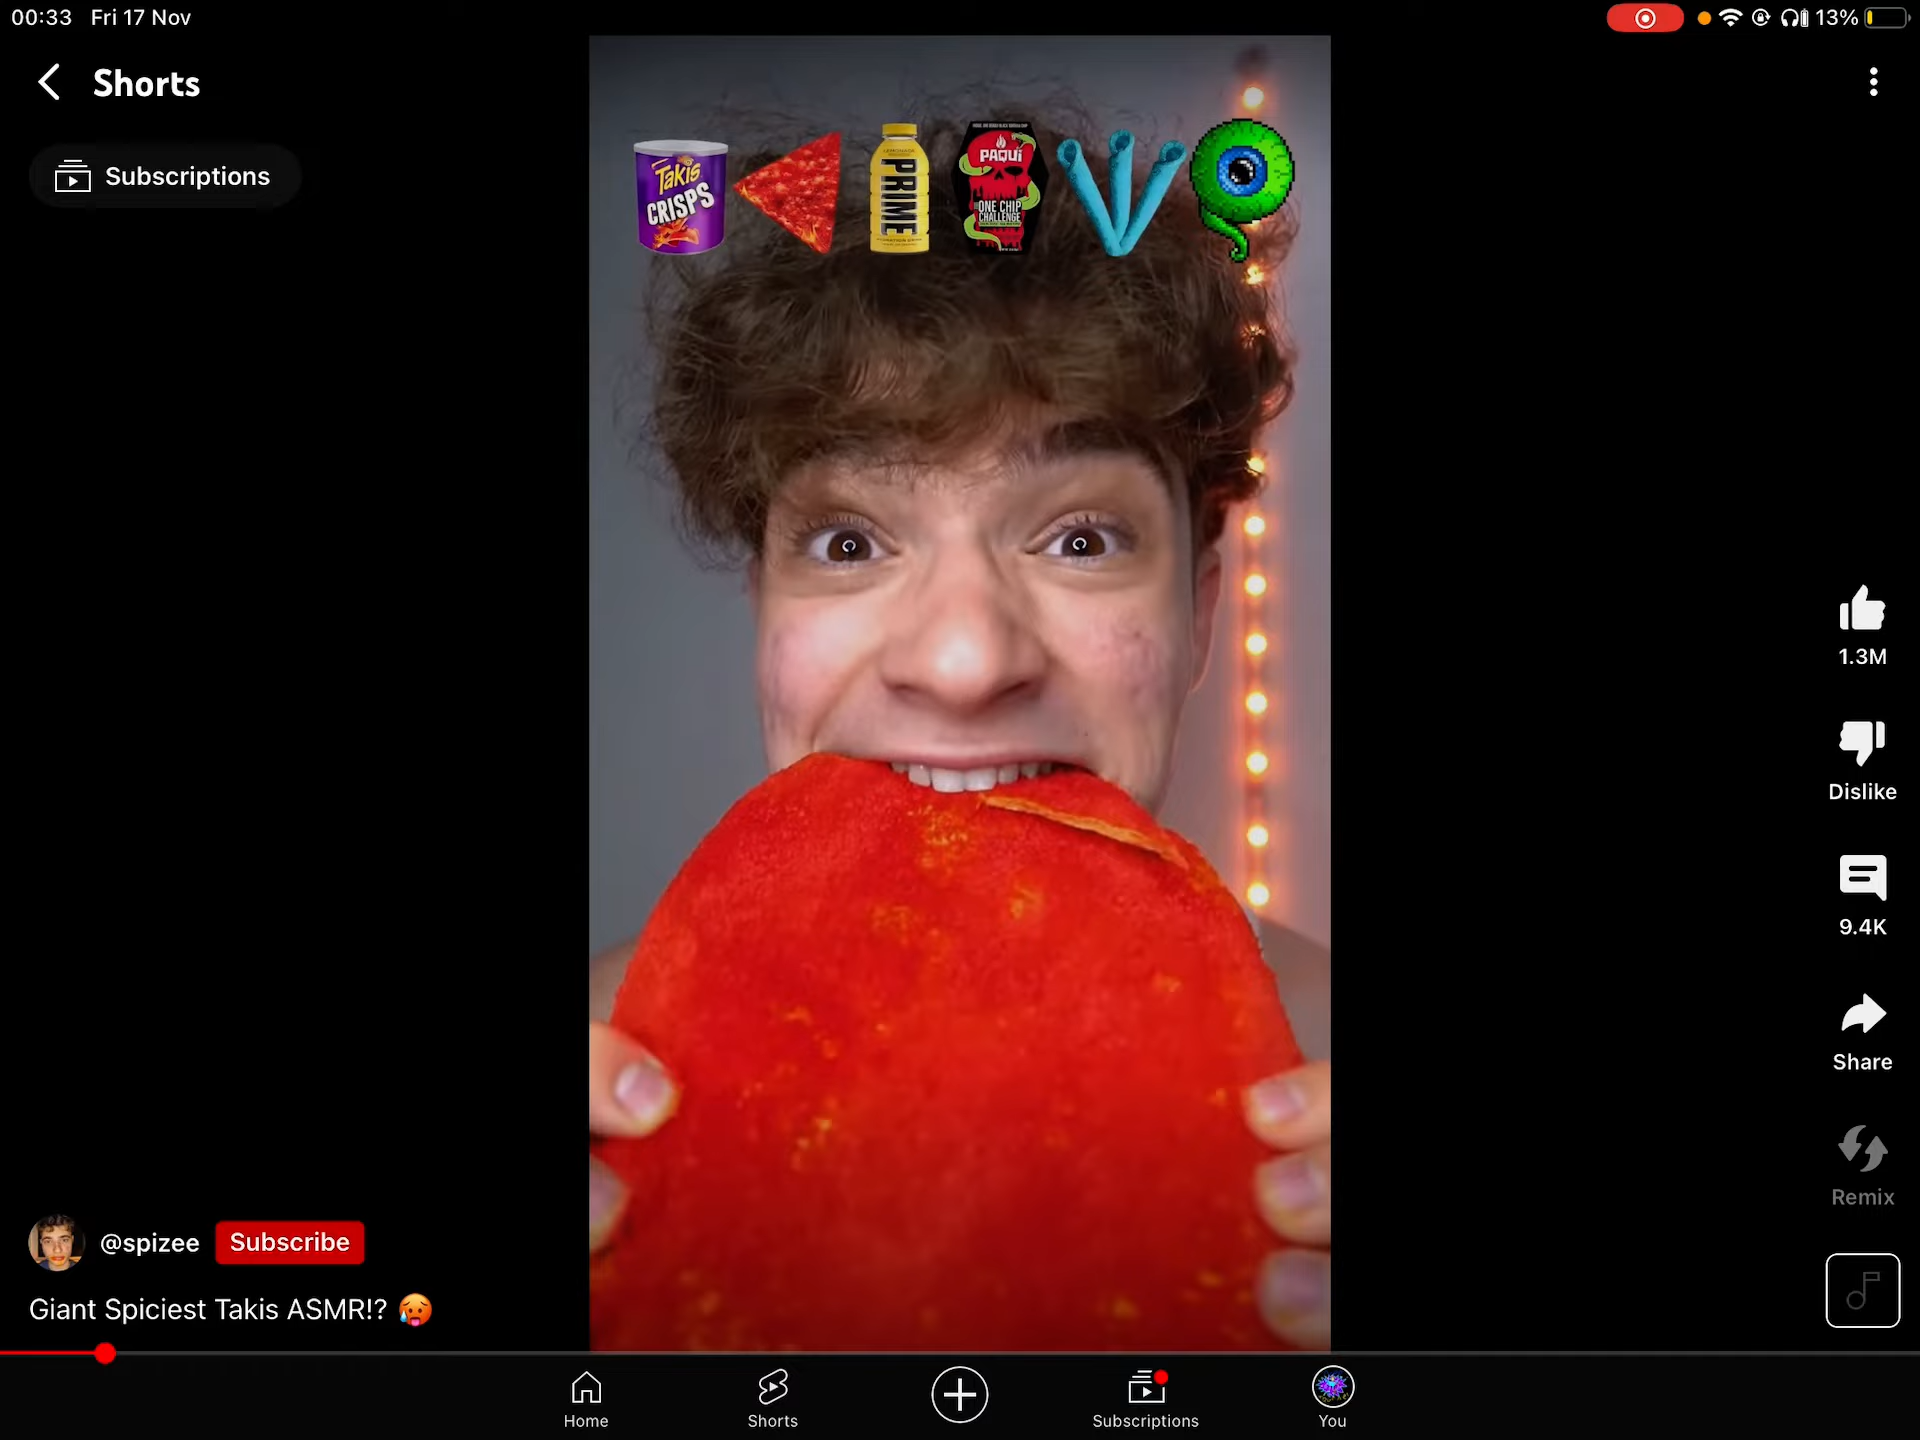 00:33 Fri 17 Nov
13%
Shorts
Subscriptions
Takis
CRISPS
PRIME
PAQUI
ONE CHIP
CHALLENGE
1.3M
Dislike
9.4K
Share
Remix
@spizee Subscribe
Giant Spiciest Takis ASMR!? 🥵
Home
Shorts
Subscriptions
You